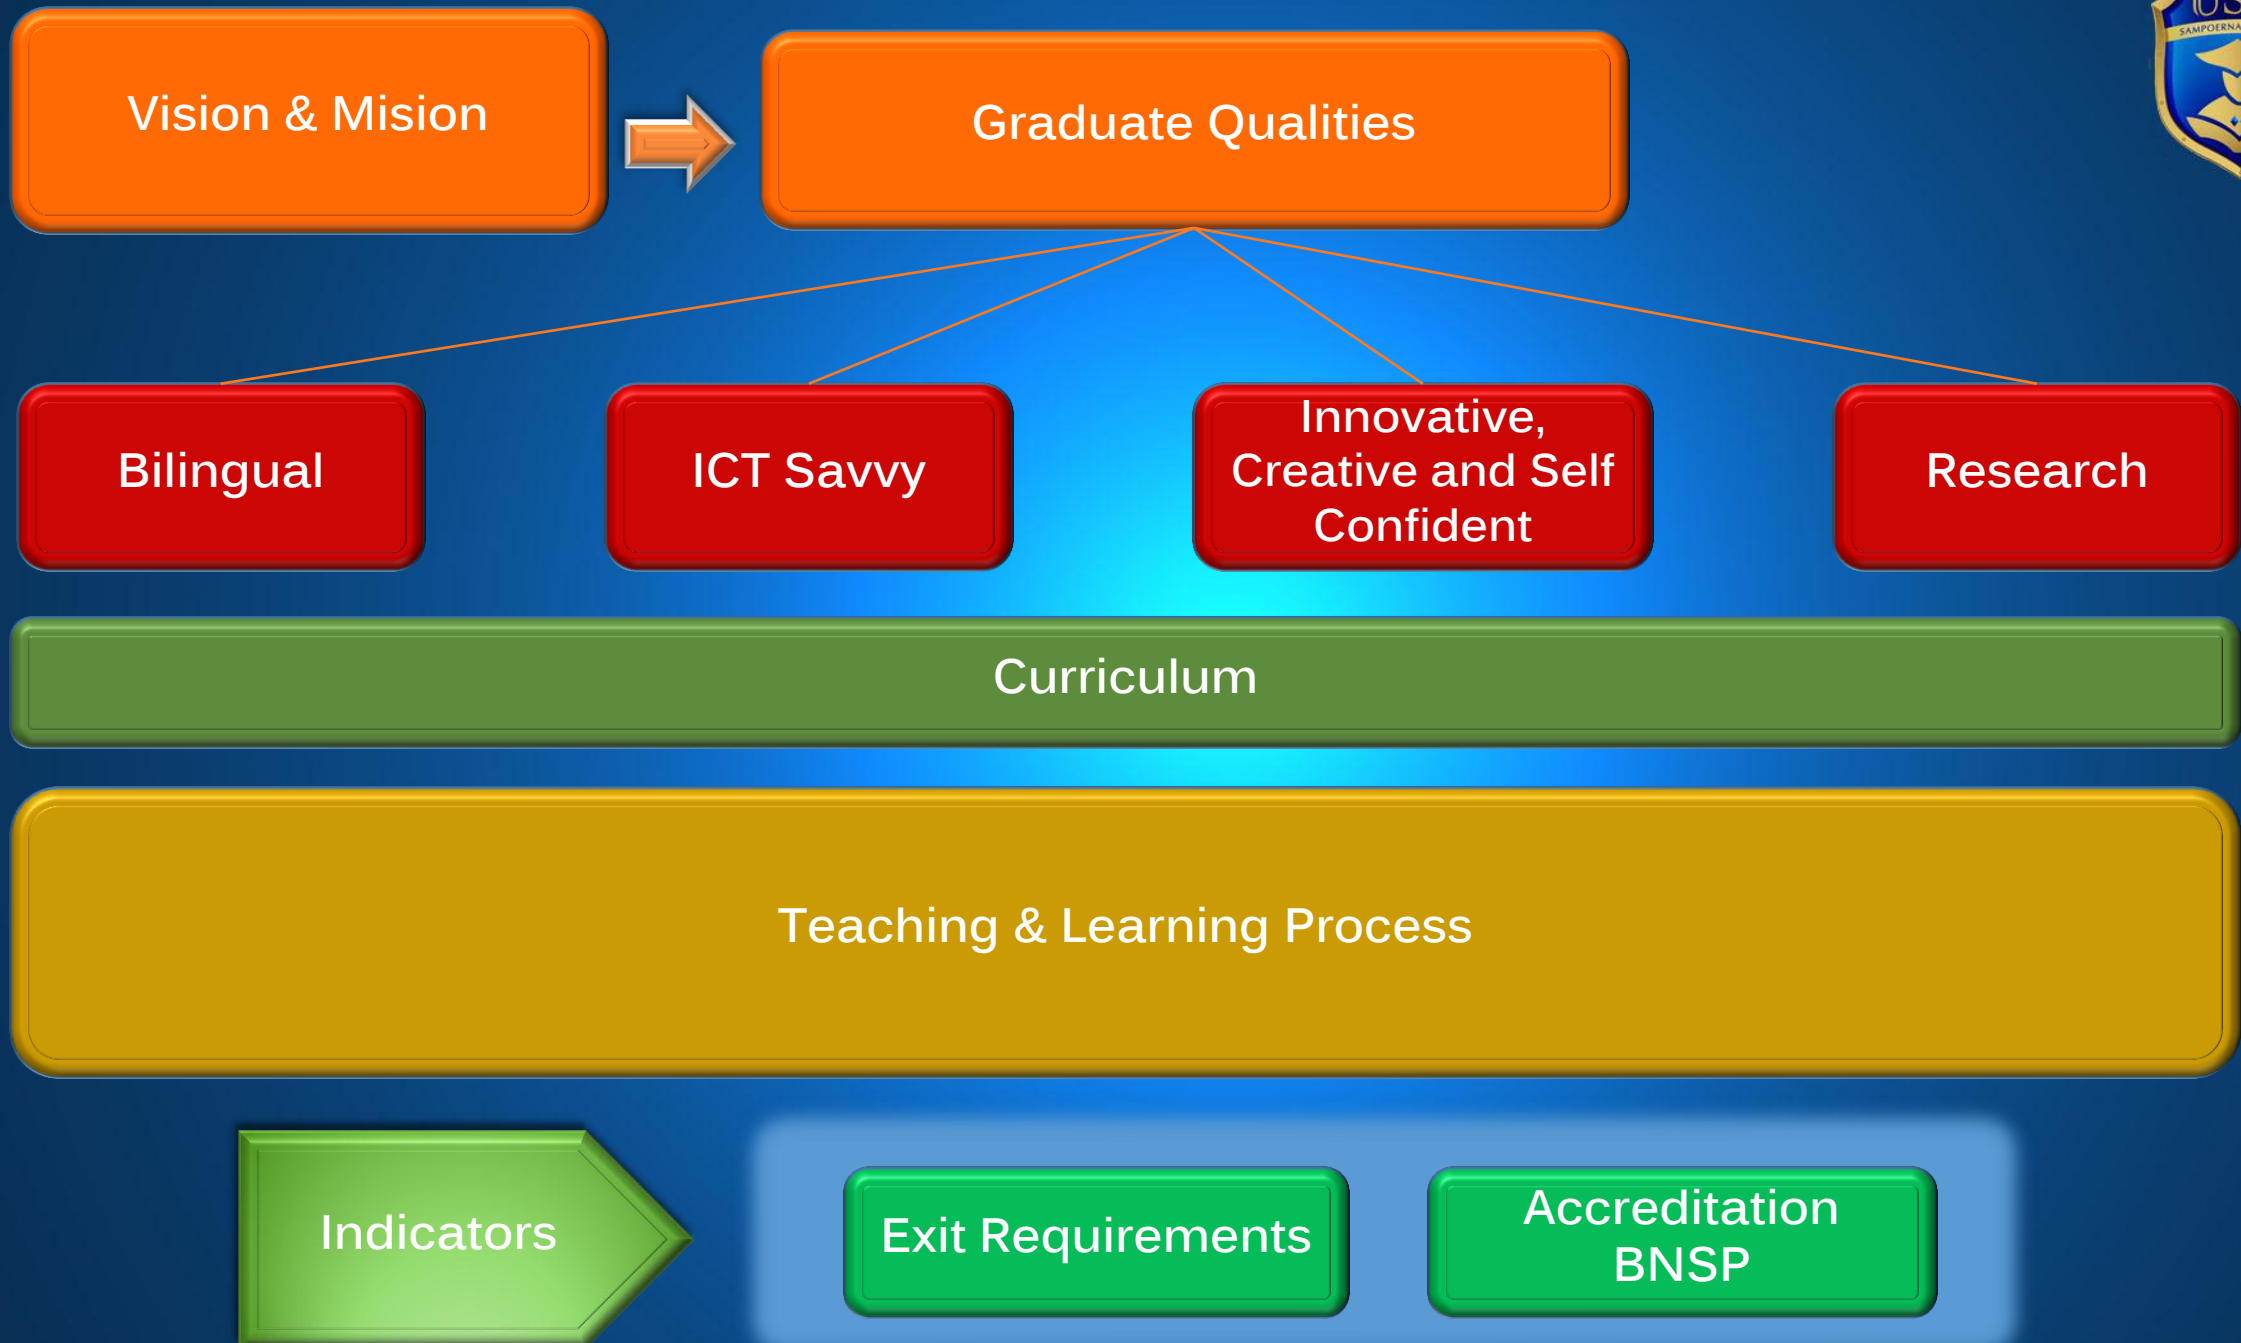 Vision & Mision
Graduate Qualities
SAMPOERNA
Bilingual
ICT Savvy
Innovative,
Creative and Self
Confident
Research
Curriculum
Teaching & Learning Process
Indicators
Exit Requirements
Accreditation
BNSP